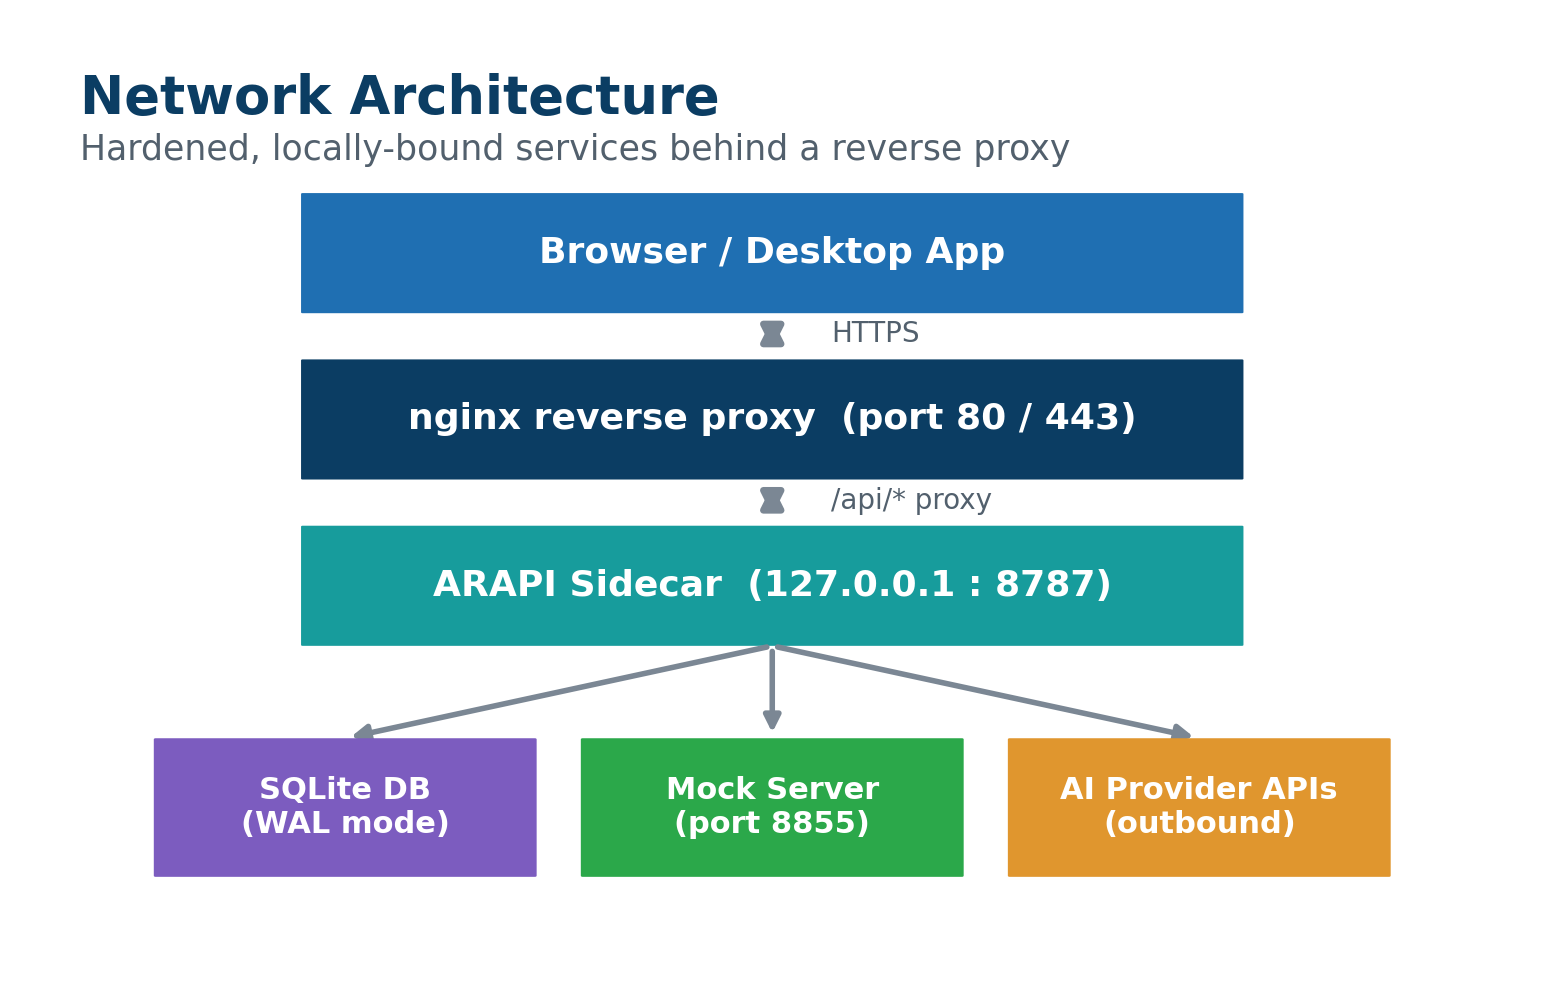 Network Architecture
Hardened, locally-bound services behind a reverse proxy
Browser / Desktop App
HTTPS
nginx reverse proxy  (port 80 / 443)
/api/* proxy
ARAPI Sidecar  (127.0.0.1 : 8787)
SQLite DB
(WAL mode)
Mock Server
(port 8855)
AI Provider APIs
(outbound)